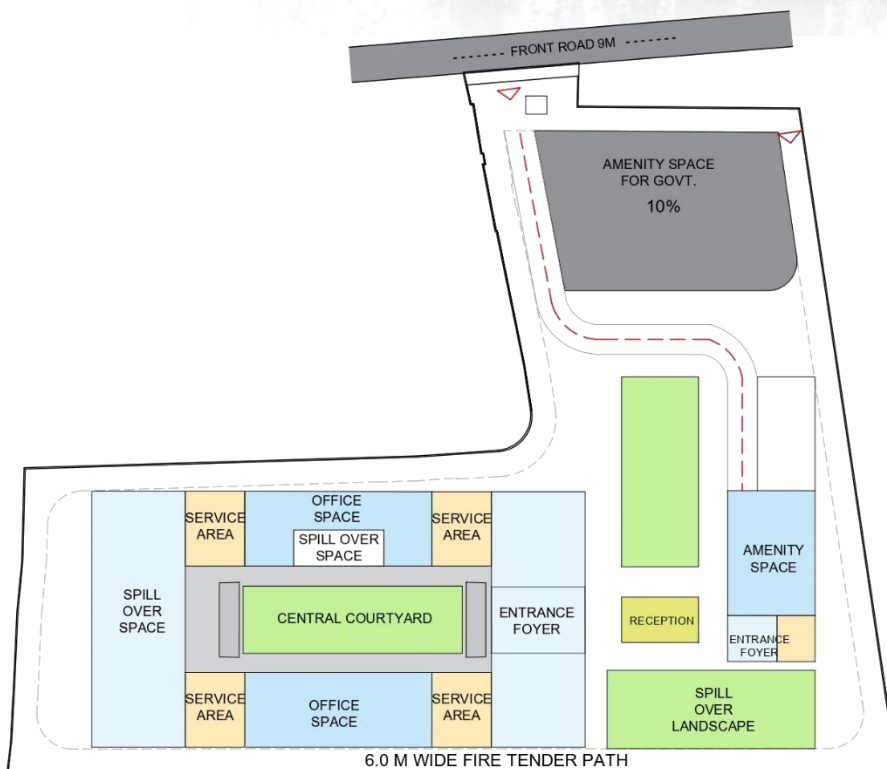 ------- FRONT ROAD 9M -------
AMENITY SPACE
FOR GOVT.
10%
SERVICE
AREA
OFFICE
SPACE
SERVICE
AREA
SPILL OVER
SPACE
AMENITY
SPACE
SPILL
OVER
SPACE
CENTRAL COURTYARD
ENTRANCE
FOYER
RECEPTION
ENTRANCE
FOYER
SERVICE
AREA
OFFICE
SPACE
SERVICE
AREA
SPILL
OVER
LANDSCAPE
6.0 M WIDE FIRE TENDER PATH